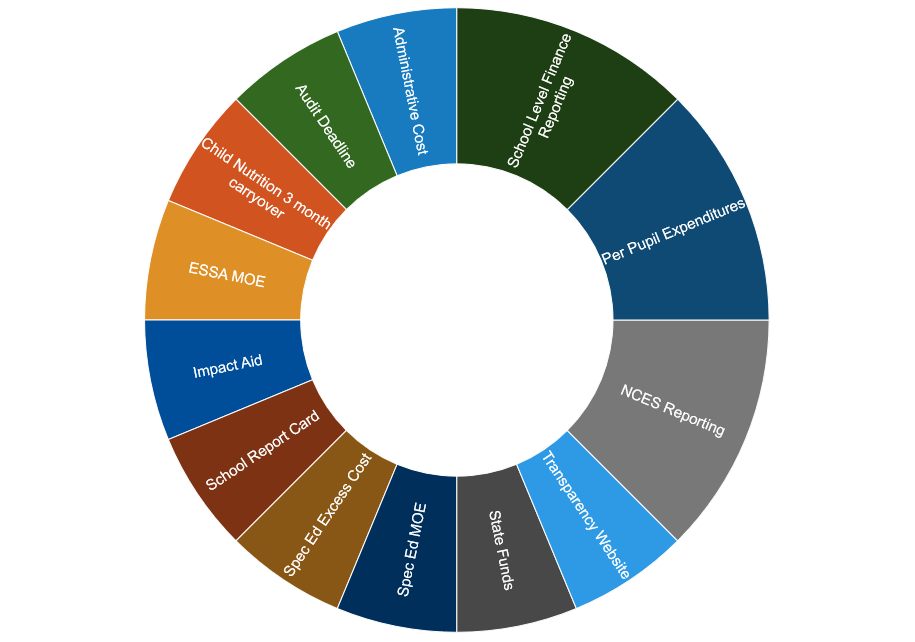 School Level Finance
Reporting
Per Pupil Expenditures
NCES Reporting
Transparency Website
State Funds
Spec Ed MOE
Spec Ed Excess Cost
School Report Card
Impact Aid
ESSA MOE
Child Nutrition 3 month
carryover
Audit Deadline
Administrative Cost